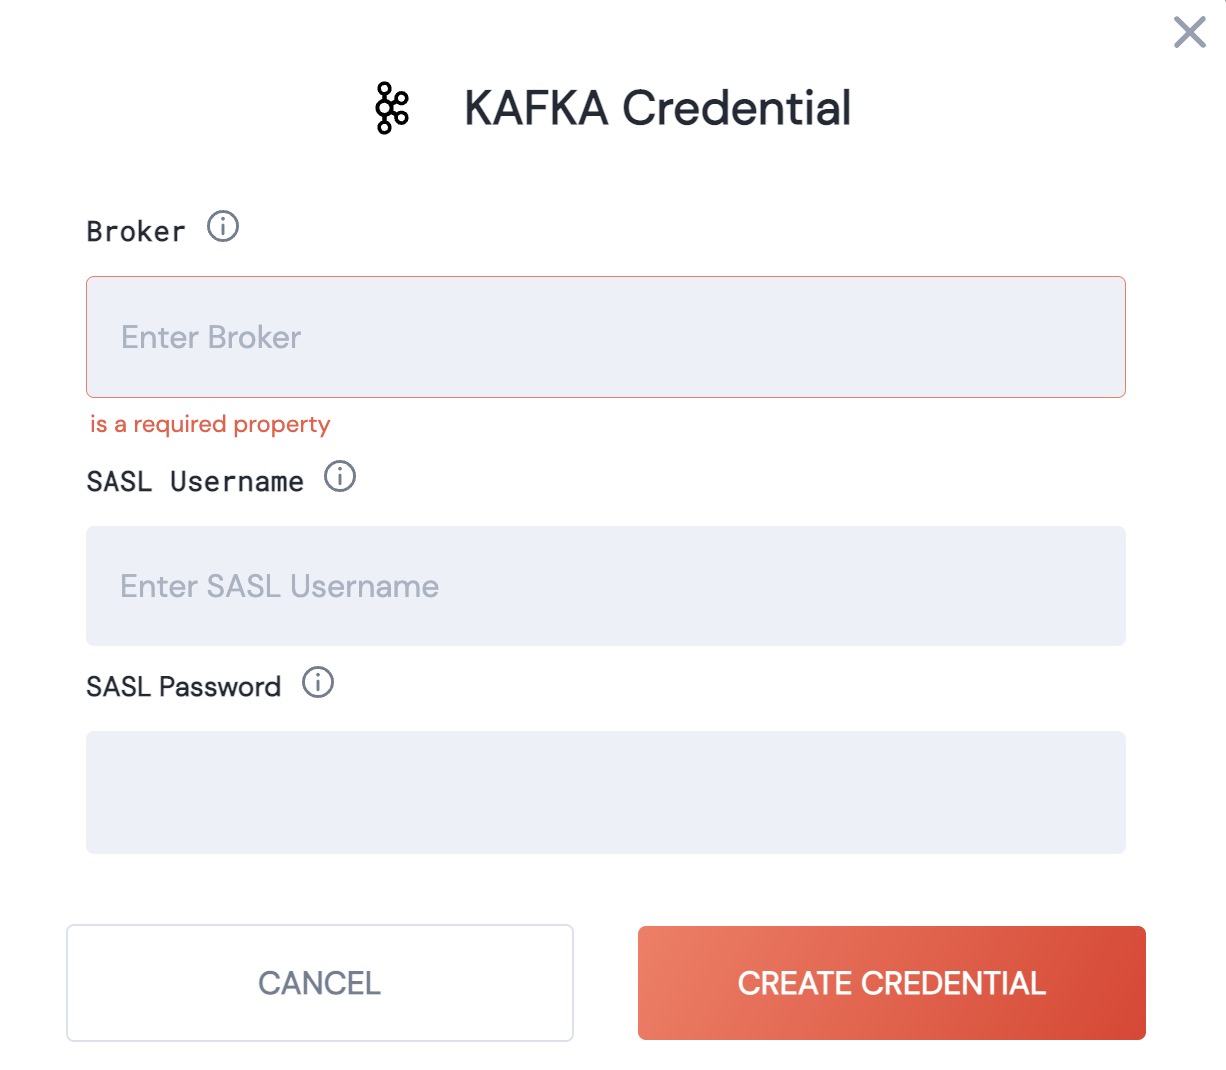 KAFKA Credential
Broker
Enter Broker
is a required property
SASL Username
Enter SASL Username
SASL Password
CANCEL
CREATE CREDENTIAL